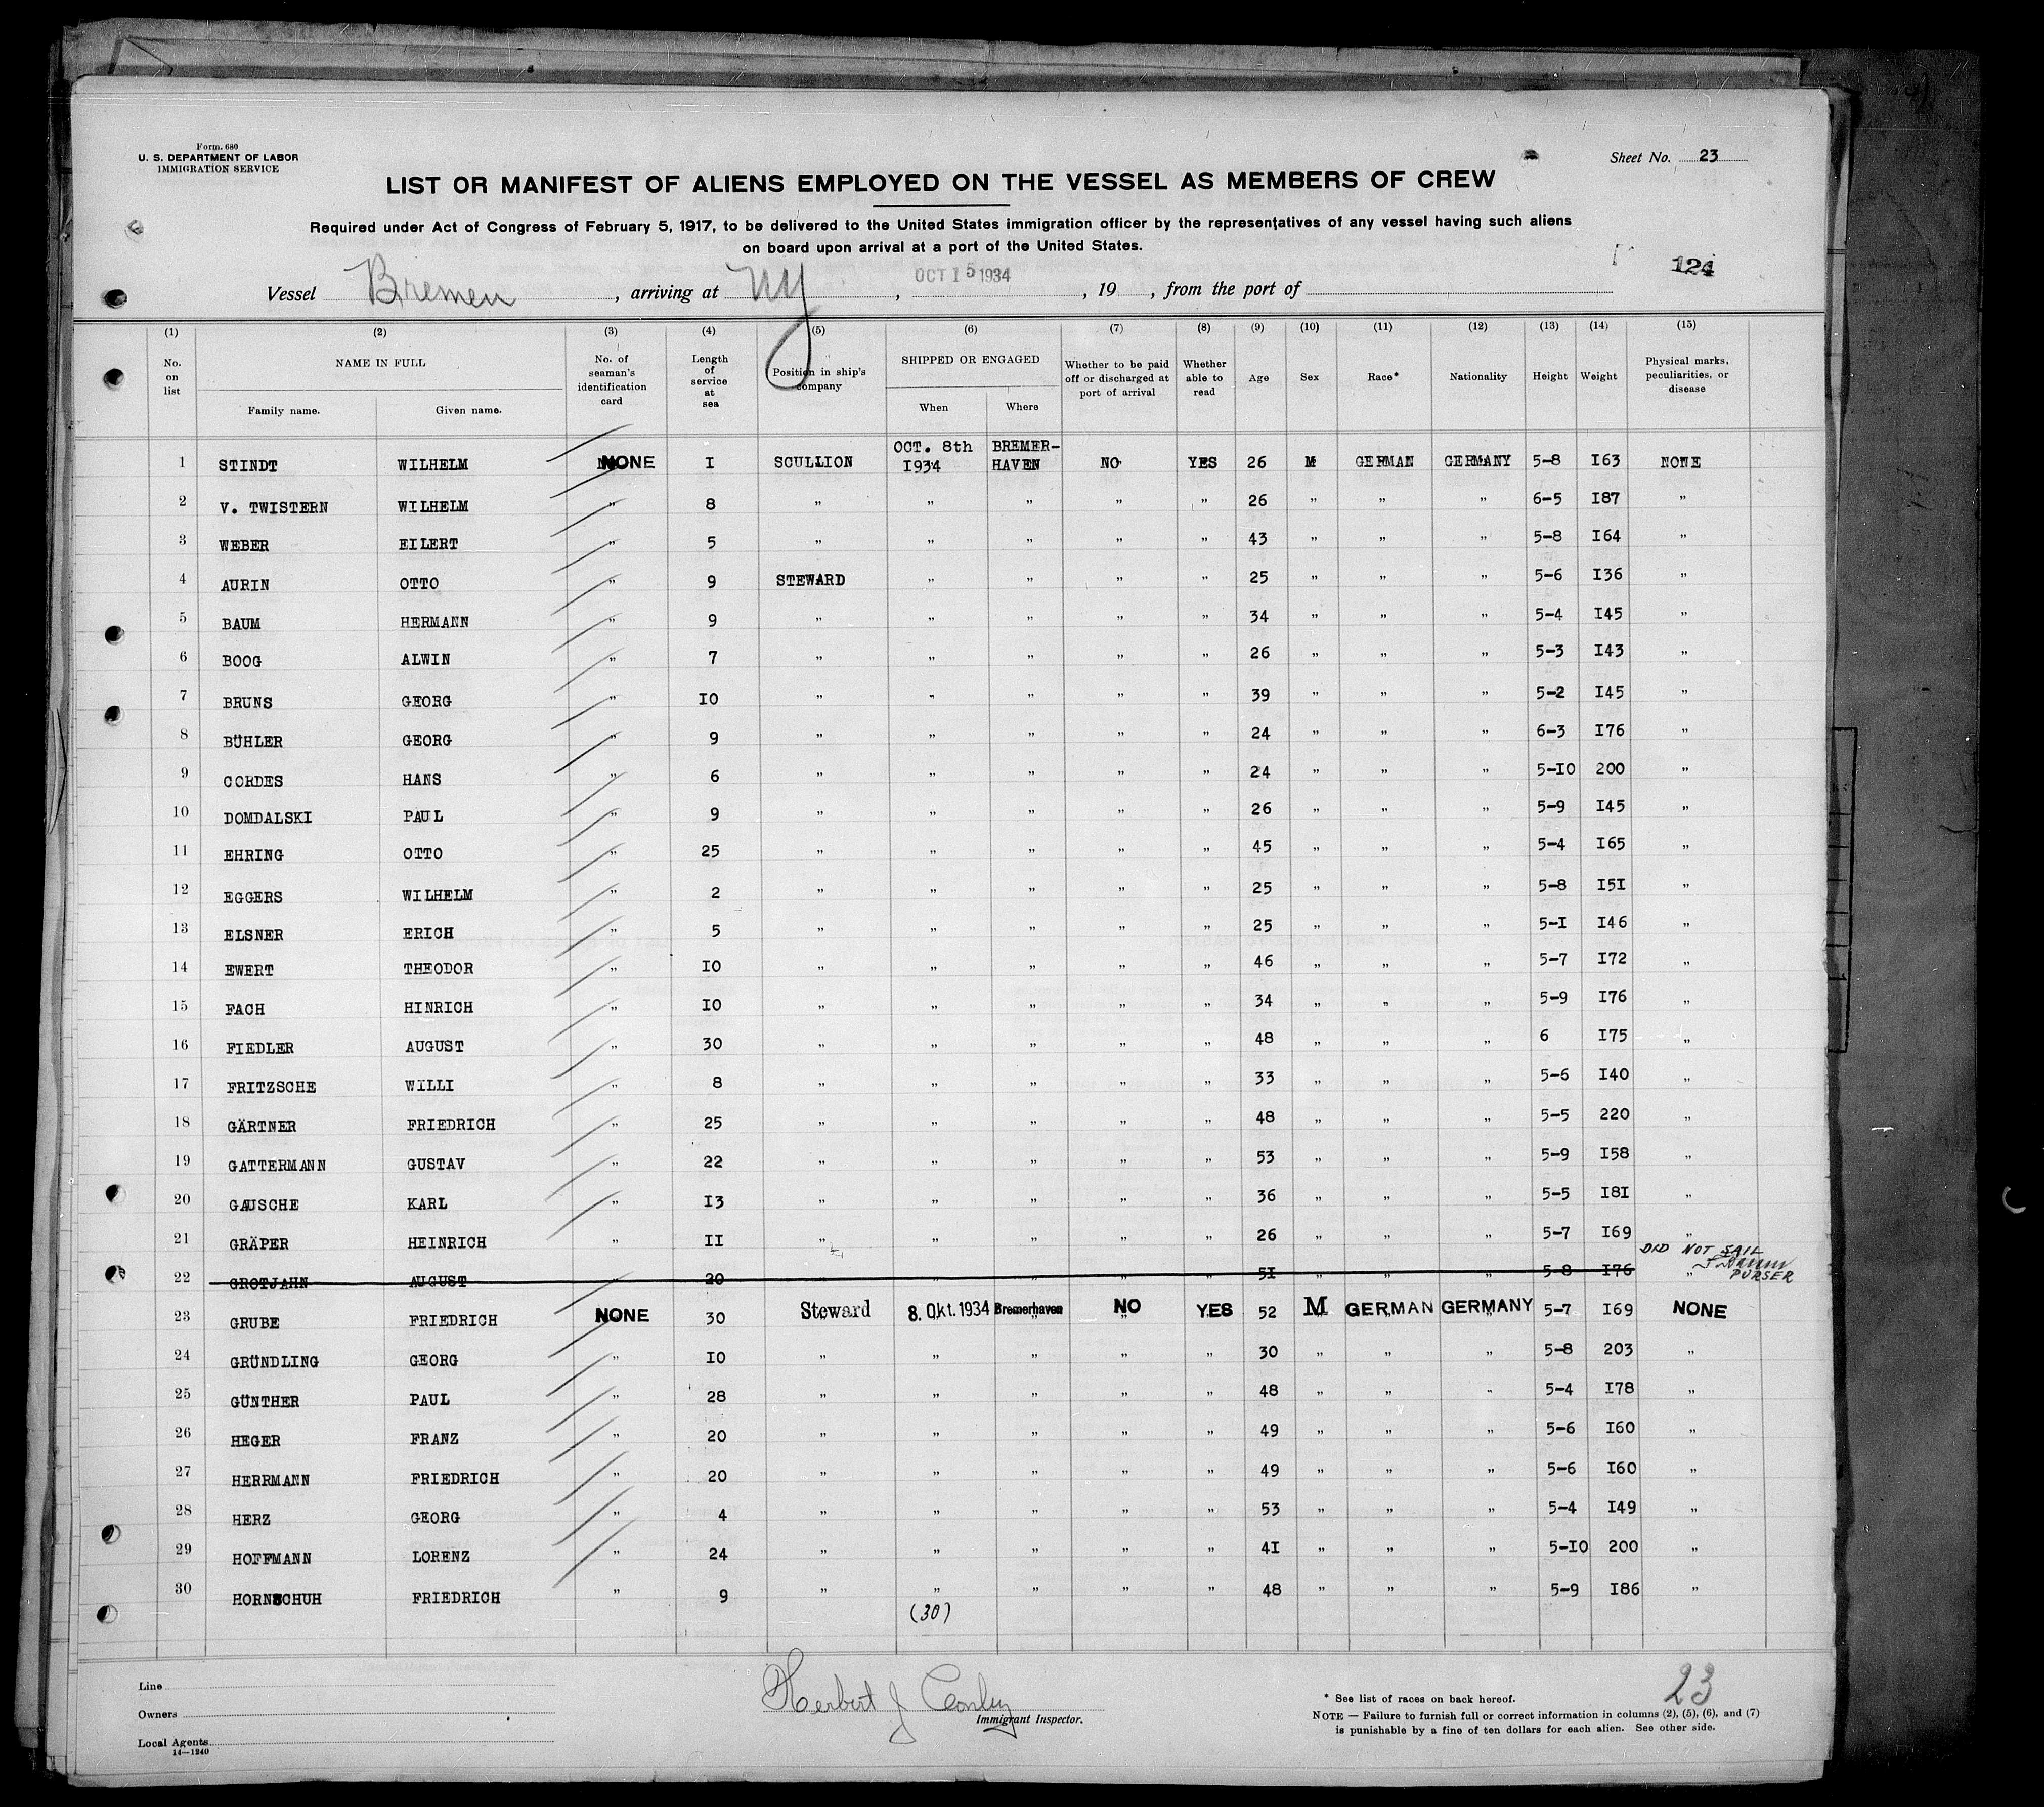 Form. 680
U. S. DEPARTMENT OF LABOR
IMMIGRATION SERVICE
Sheet No. 23
LIST OR MANIFEST OF ALIENS EMPLOYED ON THE VESSEL AS MEMBERS OF CREW
Required under Act of Congress of February 5, 1917, to be delivered to the United States immigration officer by the representatives of any vessel having such aliens
on board upon arrival at a port of the United States.
124
Vessel Bremen, arriving at NY, OCT 15 1934, 19, from the port of
(1) (2) (3) (4) (5) (6) (7) (8) (9) (10) (11) (12) (13) (14) (15)
No. on list NAME IN FULL Family name. Given name. No. of seaman's identification card Length of service at sea Position in ship's company SHIPPED OR ENGAGED When Where Whether to be paid off or discharged at port of arrival Whether able to read Age Sex Race* Nationality Height Weight Physical marks, peculiarities, or disease
1 STINDT WILHELM NONE I SCULLION OCT. 8th I934 BREMER-HAVEN NO YES 26 M GERMAN GERMANY 5-8 I63 NONE
2 V. TWISTERN WILHELM " 8 " " " " " 26 " " " 6-5 I87 "
3 WEBER EILERT " 5 " " " " " 43 " " " 5-8 I64 "
4 AURIN OTTO " 9 STEWARD " " " " 25 " " " 5-6 I36 "
5 BAUM HERMANN " 9 " " " " " 34 " " " 5-4 I45 "
6 BOOG ALWIN " 7 " " " " " 26 " " " 5-3 I43 "
7 BRUNS GEORG " I0 " " " " " 39 " " " 5-2 I45 "
8 BÜHLER GEORG " 9 " " " " " 24 " " " 6-3 I76 "
9 CORDES HANS " 6 " " " " " 24 " " " 5-I0 200 "
10 DOMDALSKI PAUL " 9 " " " " " 26 " " " 5-9 I45 "
11 EHRING OTTO " 25 " " " " " 45 " " " 5-4 I65 "
12 EGGERS WILHELM " 2 " " " " " 25 " " " 5-8 I5I "
13 ELSNER ERICH " 5 " " " " " 25 " " " 5-I I46 "
14 EWERT THEODOR " I0 " " " " " 46 " " " 5-7 I72 "
15 FACH HINRICH " I0 " " " " " 34 " " " 5-9 I76 "
16 FIEDLER AUGUST " 30 " " " " " 48 " " " 6 I75 "
17 FRITZSCHE WILLI " 8 " " " " " 33 " " " 5-6 I40 "
18 GÄRTNER FRIEDRICH " 25 " " " " " 48 " " " 5-5 220 "
19 GATTERMANN GUSTAV " 22 " " " " " 53 " " " 5-9 I58 "
20 GAUSCHE KARL " I3 " " " " " 36 " " " 5-5 I8I "
21 GRÄPER HEINRICH " II " " " " " 26 " " " 5-7 I69 "
22 GROTJAHN AUGUST 20 " " " " " 5I " " " 5-8 I76 " DID NOT SAIL PURSER
23 GRUBE FRIEDRICH NONE 30 Steward 8. Okt. 1934 Bremerhaven NO YES 52 M GERMAN GERMANY 5-7 I69 NONE
24 GRÜNDLING GEORG " I0 " " " " " 30 " " " 5-8 203 "
25 GÜNTHER PAUL " 28 " " " " " 48 " " " 5-4 I78 "
26 HEGER FRANZ " 20 " " " " " 49 " " " 5-6 I60 "
27 HERRMANN FRIEDRICH " 20 " " " " " 49 " " " 5-6 I60 "
28 HERZ GEORG " 4 " " " " " 53 " " " 5-4 I49 "
29 HOFFMANN LORENZ " 24 " " " " " 4I " " " 5-I0 200 "
30 HORNSCHUH FRIEDRICH " 9 " " " " " 48 " " " 5-9 I86 "
(30)
Line
Owners
Local Agents
14—1240
Herbert J
Immigrant Inspector.
23
* See list of races on back hereof.
NOTE — Failure to furnish full or correct information in columns (2), (5), (6), and (7)
is punishable by a fine of ten dollars for each alien. See other side.